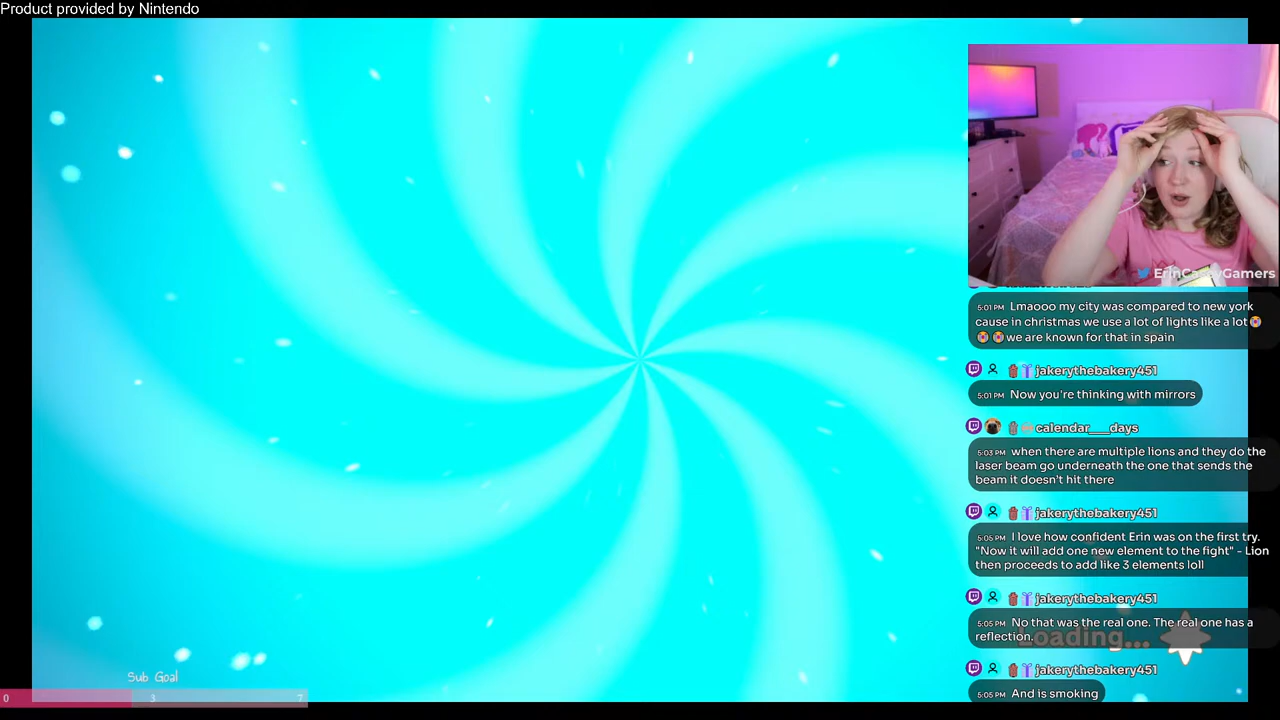 Product provided by Nintendo
5:01 PM Lmaooo my city was compared to new york
cause in christmas we use a lot of lights like a lot😭
😭😭we are known for that in spain
jakerythebakery451
5:01 PM Now you're thinking with mirrors
calendar___days
5:03 PM when there are multiple lions and they do the
laser beam go underneath the one that sends the
beam it doesn't hit there
jakerythebakery451
5:05 PM I love how confident Erin was on the first try.
"Now it will add one new element to the fight" - Lion
then proceeds to add like 3 elements loll
jakerythebakery451
5:05 PM No that was the real one. The real one has a
reflection.
Loading...
jakerythebakery451
5:05 PM And is smoking
Sub Goal
0 3 7